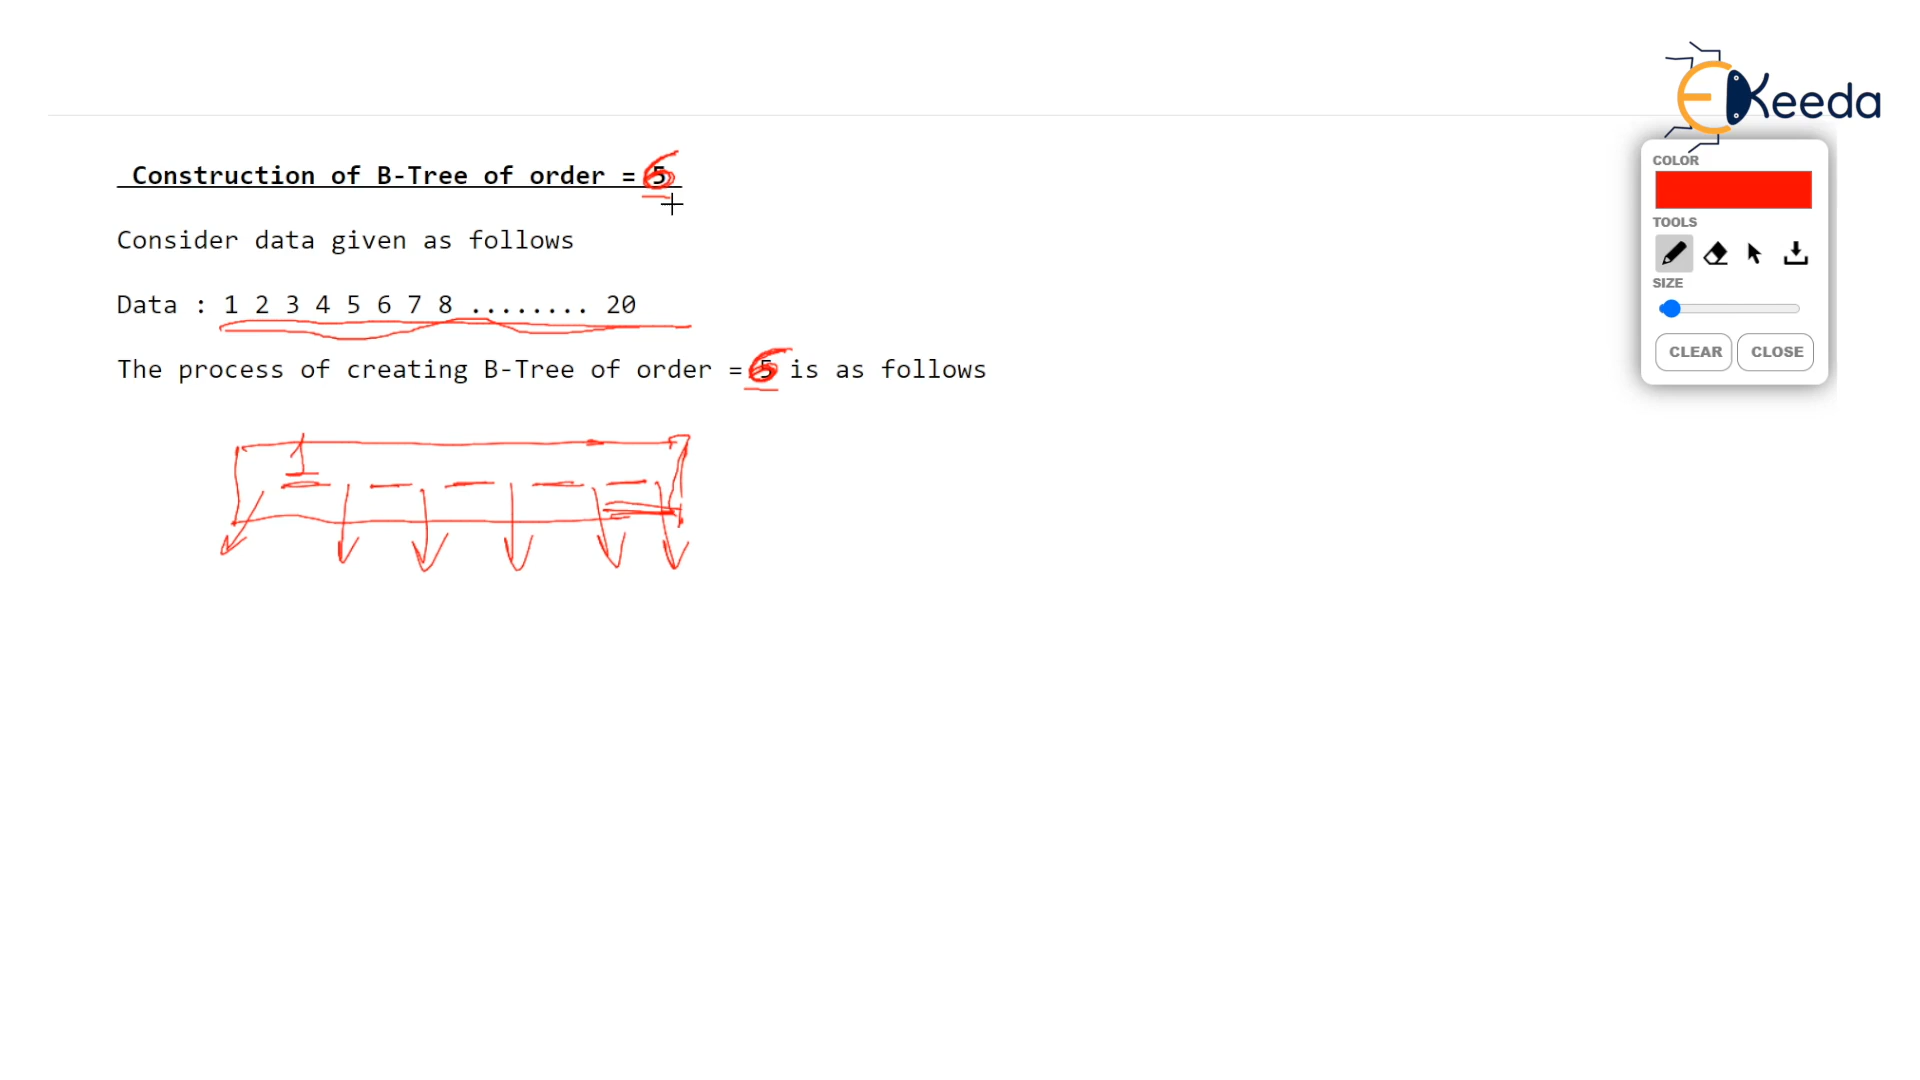 EKeeda
Construction of B-Tree of order = 6
Consider data given as follows
Data : 1 2 3 4 5 6 7 8 ........ 20
The process of creating B-Tree of order = 6 is as follows
1
COLOR
TOOLS
SIZE
CLEAR CLOSE